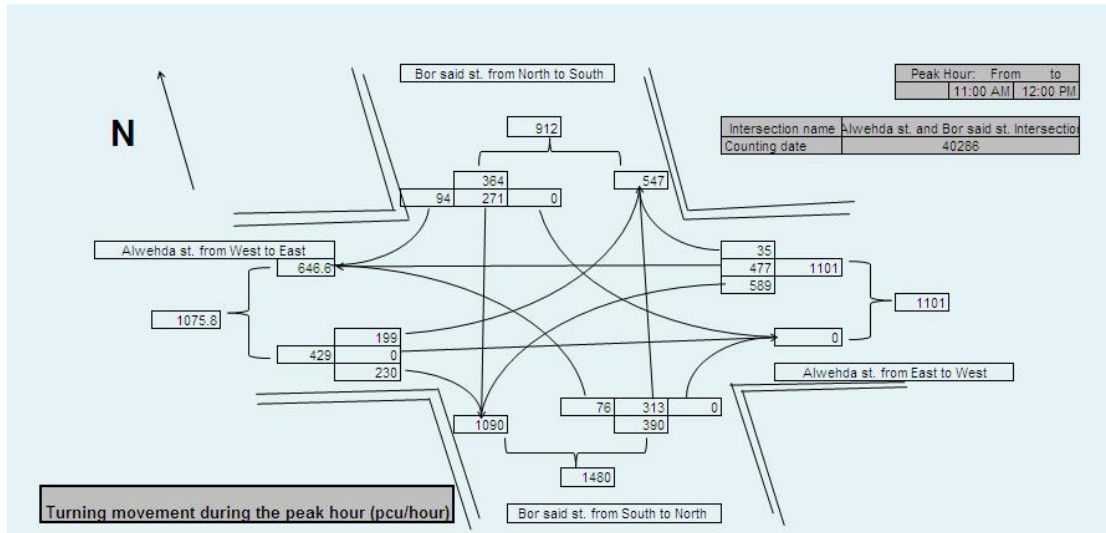 Bor said st. from North to South
Peak Hour: From to
11:00 AM 12:00 PM
N
912
Intersection name Alwehda st. and Bor said st. Intersection
Counting date 40286
364 547
94 271 0
Alwehda st. from West to East
35
646.6 477 1101
589
1075.8 1101
199 0
429 0
230
Alwehda st. from East to West
76 313 0
1090 390
1480
Turning movement during the peak hour (pcu/hour)
Bor said st. from South to North